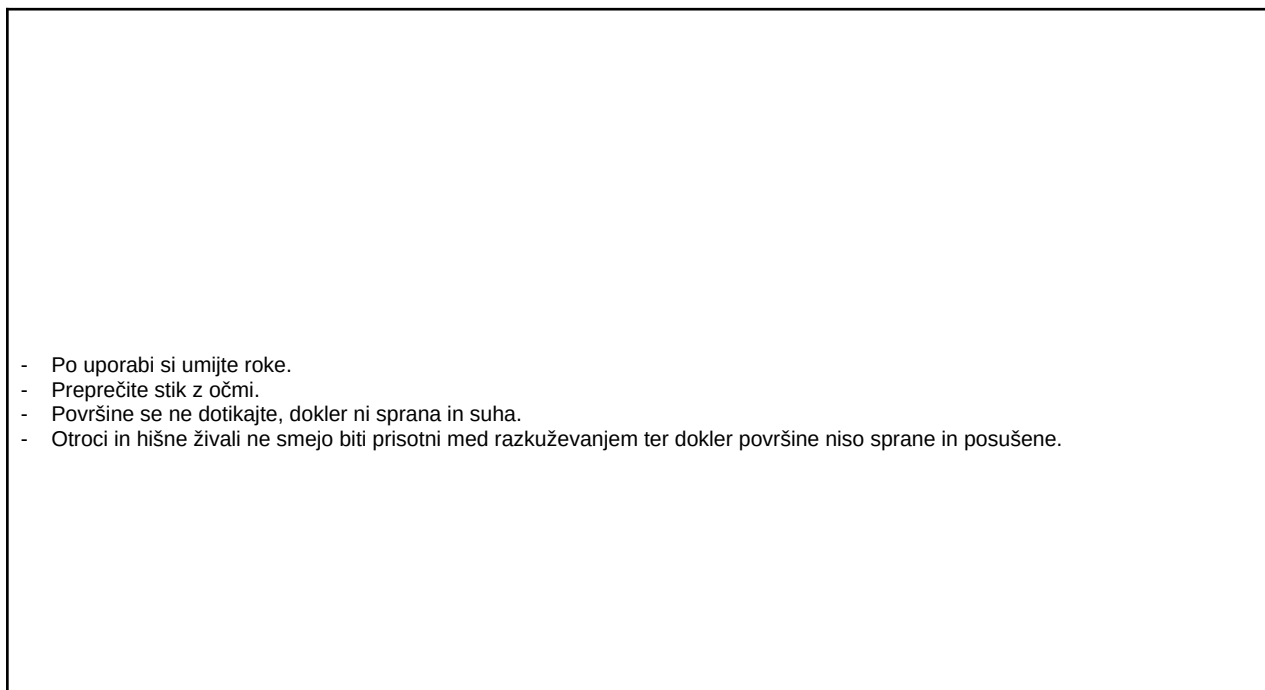 - Po uporabi si umijte roke.
- Preprečite stik z očmi.
- Površine se ne dotikajte, dokler ni sprana in suha.
- Otroci in hišne živali ne smejo biti prisotni med razkuževanjem ter dokler površine niso sprane in posušene.